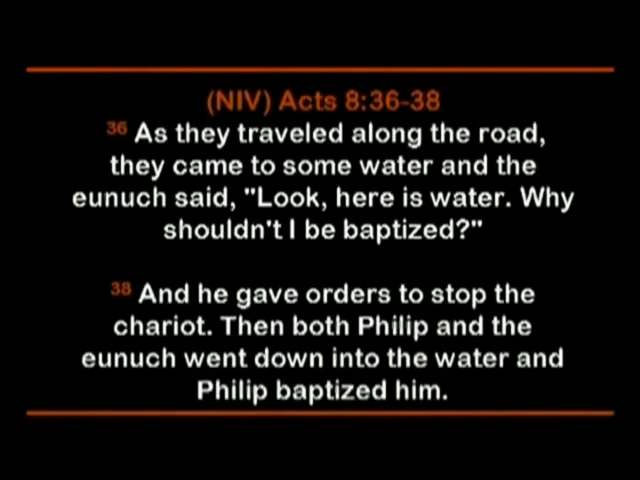 (NIV) Acts 8:36-38
36 As they traveled along the road,
they came to some water and the
eunuch said, "Look, here is water. Why
shouldn't I be baptized?"
38 And he gave orders to stop the
chariot. Then both Philip and the
eunuch went down into the water and
Philip baptized him.